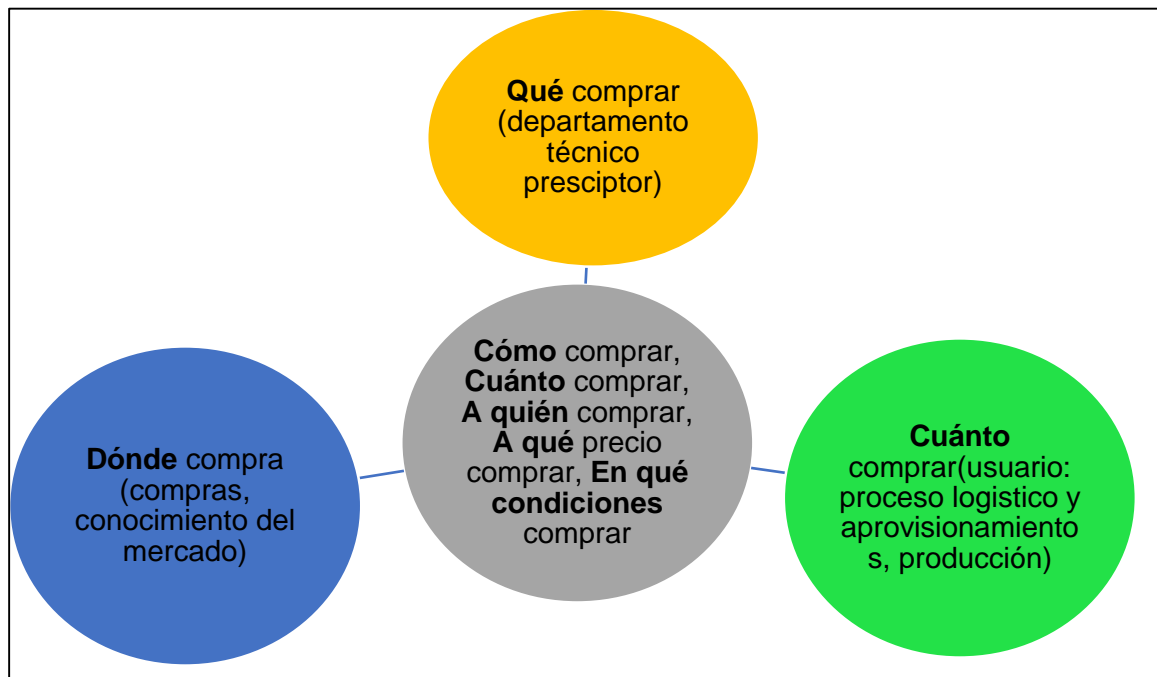 Qué comprar
(departamento
técnico
presciptor)
Cómo comprar,
Cuánto comprar,
A quién comprar,
A qué precio
comprar, En qué
condiciones
comprar
Dónde compra
(compras,
conocimiento del
mercado)
Cuánto
comprar(usuario:
proceso logistico y
aprovisionamiento
s, producción)